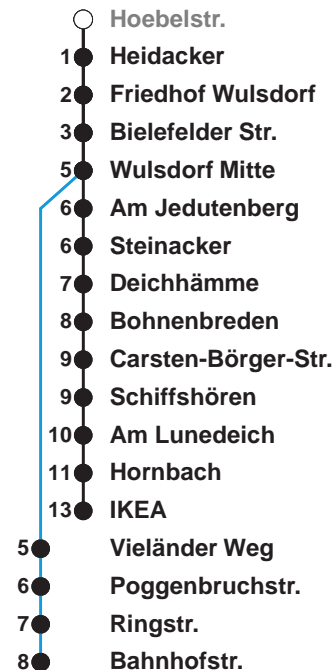 Hoebelstr.
1 Heidacker
2 Friedhof Wulsdorf
3 Bielefelder Str.
5 Wulsdorf Mitte
6 Am Jedutenberg
6 Steinacker
7 Deichhämme
8 Bohnenbreden
9 Carsten-Börger-Str.
9 Schiffshören
10 Am Lunedeich
11 Hornbach
13 IKEA
5 Vieländer Weg
6 Poggenbruchstr.
7 Ringstr.
8 Bahnhofstr.